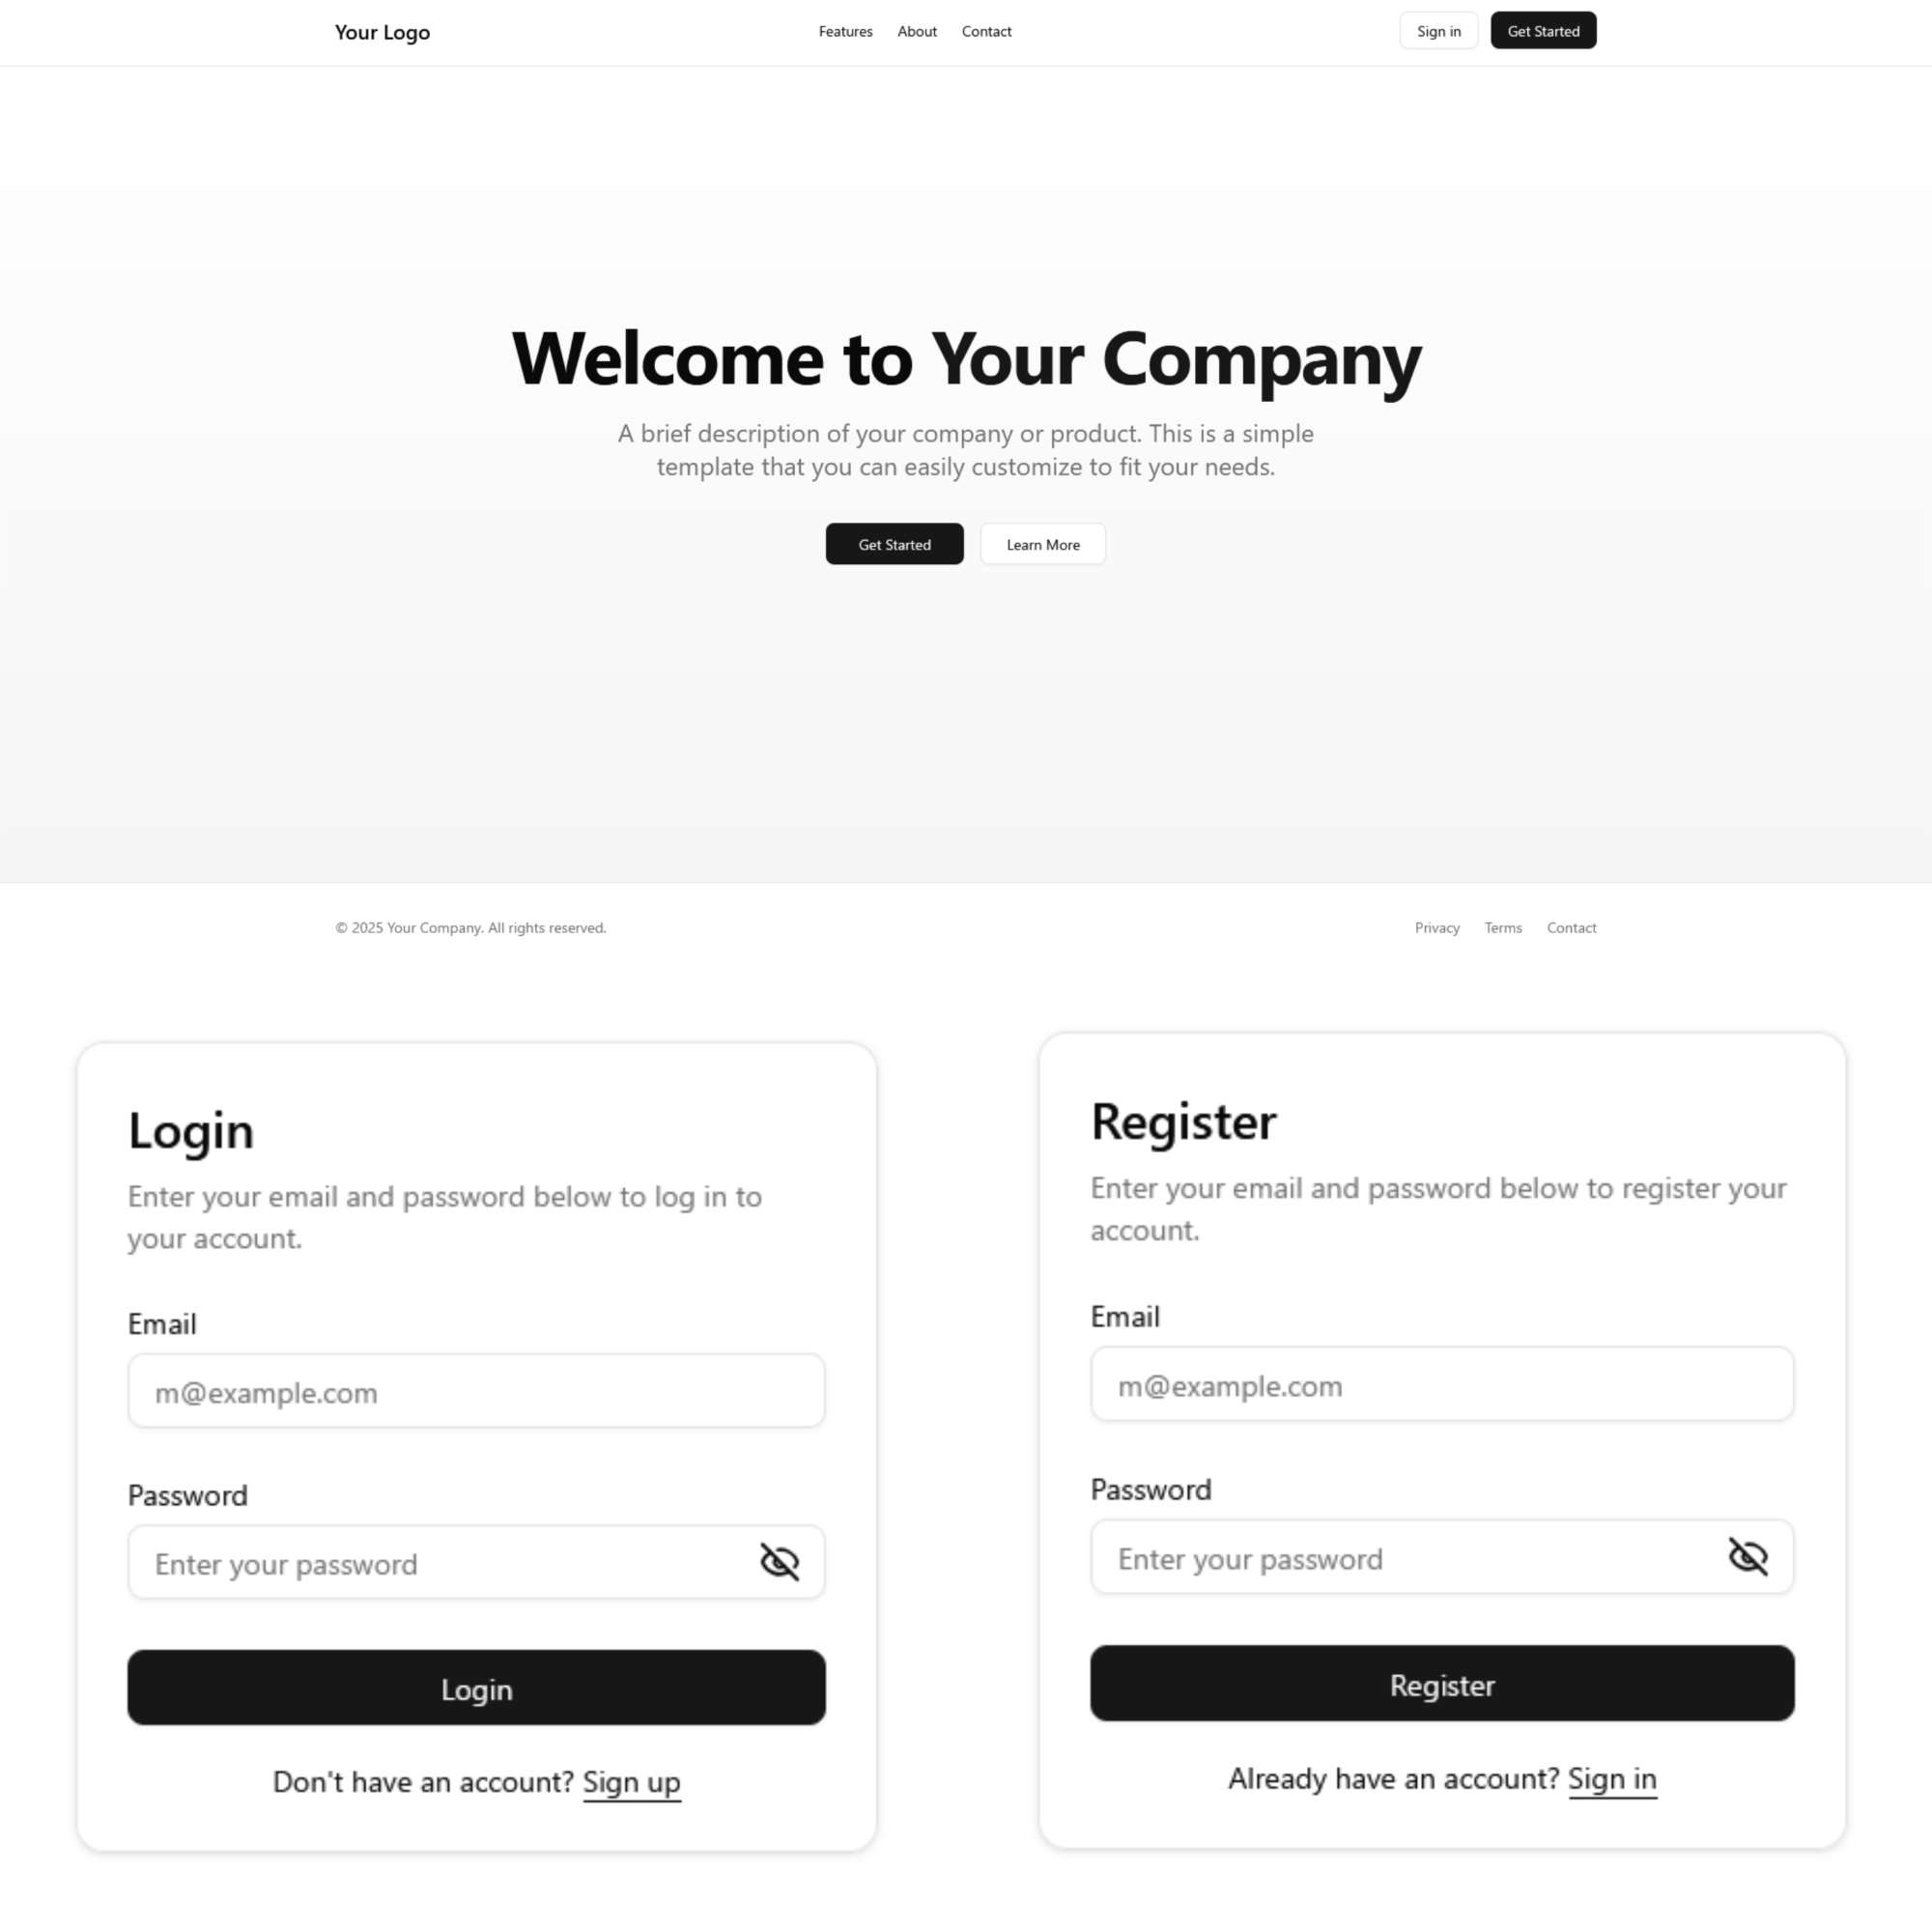 Your Logo
Features About Contact
Sign in Get Started
Welcome to Your Company
A brief description of your company or product. This is a simple
template that you can easily customize to fit your needs.
Get Started Learn More
© 2025 Your Company. All rights reserved.
Privacy Terms Contact
Login
Enter your email and password below to log in to
your account.
Email
m@example.com
Password
Enter your password
Login
Don't have an account? Sign up
Register
Enter your email and password below to register your
account.
Email
m@example.com
Password
Enter your password
Register
Already have an account? Sign in